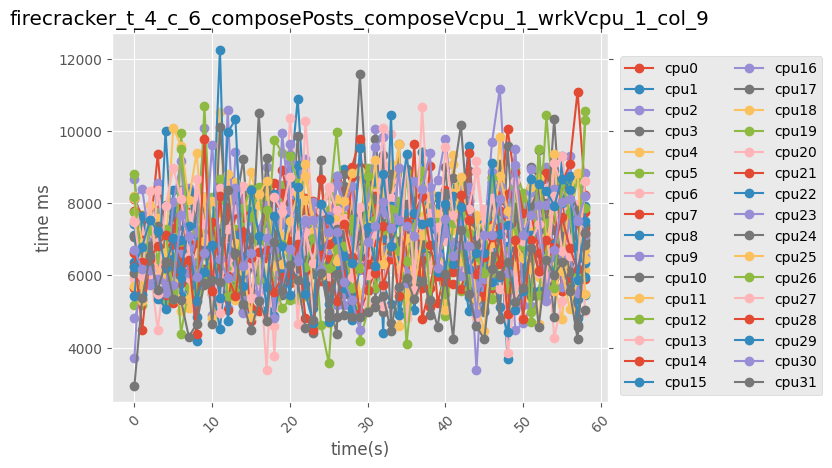 firecracker_t_4_c_6_composePosts_composeVcpu_1_wrkVcpu_1_col_9
time ms
12000
10000
8000
6000
4000
0
10
20
30
40
50
60
time(s)
cpu0
cpu1
cpu2
cpu3
cpu4
cpu5
cpu6
cpu7
cpu8
cpu9
cpu10
cpu11
cpu12
cpu13
cpu14
cpu15
cpu16
cpu17
cpu18
cpu19
cpu20
cpu21
cpu22
cpu23
cpu24
cpu25
cpu26
cpu27
cpu28
cpu29
cpu30
cpu31